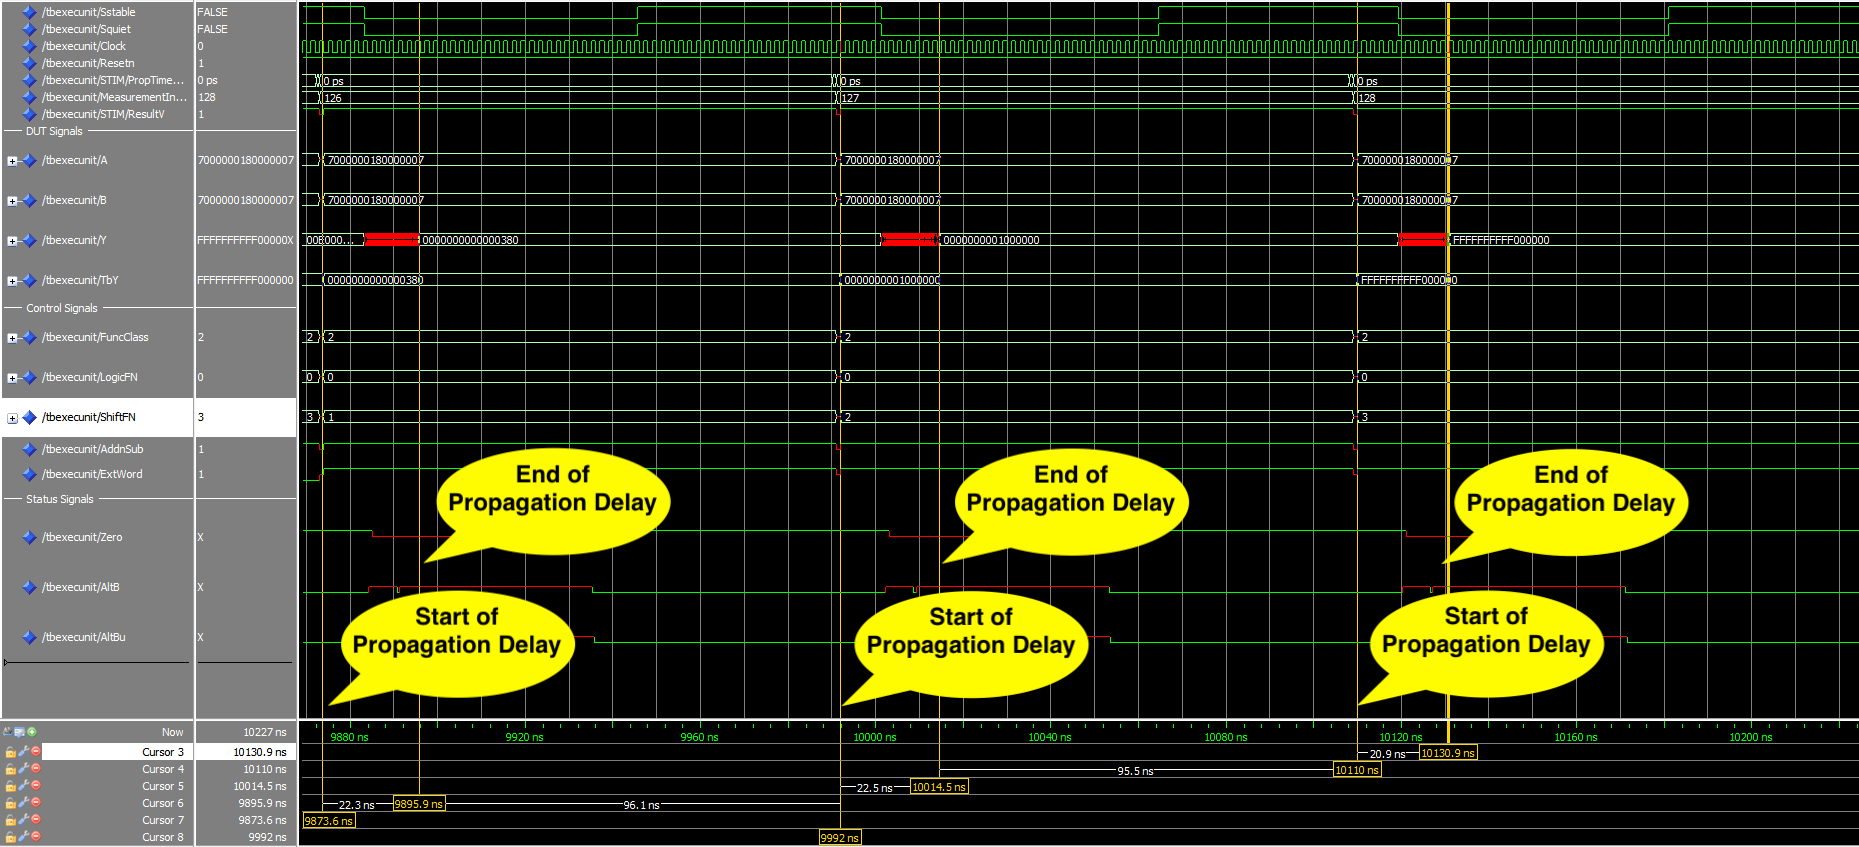 /tbexecunit/Sstable FALSE
/tbexecunit/Squiet FALSE
/tbexecunit/Clock 0
/tbexecunit/Resetn 1
/tbexecunit/STIM/PropTime... 0 ps 0 ps 0 ps 0 ps
/tbexecunit/MeasurementIn... 128 126 127 128
/tbexecunit/STIM/ResultV 1
DUT Signals
/tbexecunit/A 7000000180000007 7000000180000007 7000000180000007 7000000180000007
/tbexecunit/B 7000000180000007 7000000180000007 7000000180000007 7000000180000007
/tbexecunit/Y FFFFFFFFFF00000X 00E000... 0000000000000380 0000000001000000 FFFFFFFFFF000000
/tbexecunit/TbY FFFFFFFFFF000000 0000000000000380 0000000001000000 FFFFFFFFFF000000
Control Signals
/tbexecunit/FuncClass 2 2 2 2 2
/tbexecunit/LogicFN 0 0 0 0 0
/tbexecunit/ShiftFN 3 3 1 2 3
/tbexecunit/AddnSub 1
/tbexecunit/ExtWord 1
Status Signals
/tbexecunit/Zero X
/tbexecunit/AltB X
/tbexecunit/AltBu X
End of
Propagation Delay
End of
Propagation Delay
End of
Propagation Delay
Start of
Propagation Delay
Start of
Propagation Delay
Start of
Propagation Delay
Now 10227 ns 9880 ns 9920 ns 9960 ns 10000 ns 10040 ns 10080 ns 10120 ns 10160 ns 10200 ns
Cursor 3 10130.9 ns 20.9 ns 10130.9 ns
Cursor 4 10110 ns 95.5 ns 10110 ns
Cursor 5 10014.5 ns 22.5 ns 10014.5 ns
Cursor 6 9895.9 ns 22.3 ns 9895.9 ns 96.1 ns
Cursor 7 9873.6 ns 9873.6 ns
Cursor 8 9992 ns 9992 ns